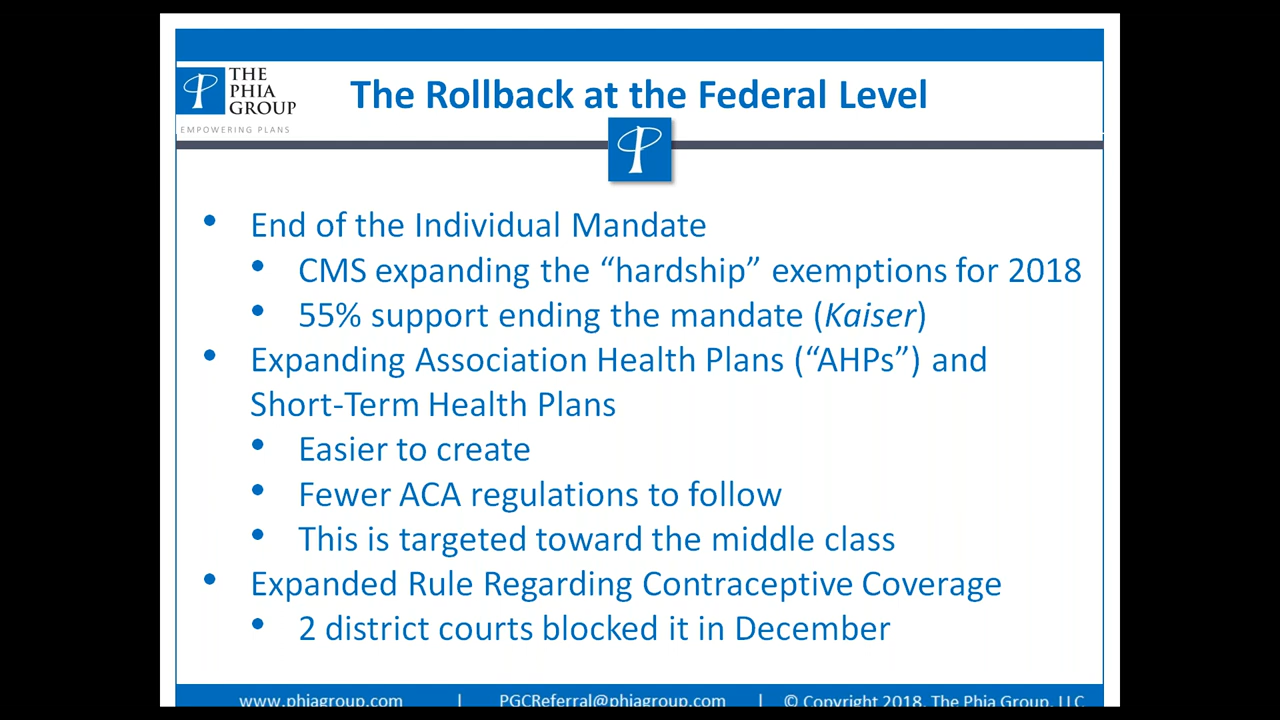 THE
PHIA
GROUP
EMPOWERING PLANS
The Rollback at the Federal Level
• End of the Individual Mandate
• CMS expanding the “hardship” exemptions for 2018
• 55% support ending the mandate (Kaiser)
• Expanding Association Health Plans (“AHPs”) and
Short-Term Health Plans
• Easier to create
• Fewer ACA regulations to follow
• This is targeted toward the middle class
• Expanded Rule Regarding Contraceptive Coverage
• 2 district courts blocked it in December
www.phiagroup.com | PGCReferral@phiagroup.com | © Copyright 2018. The Phia Group, LLC